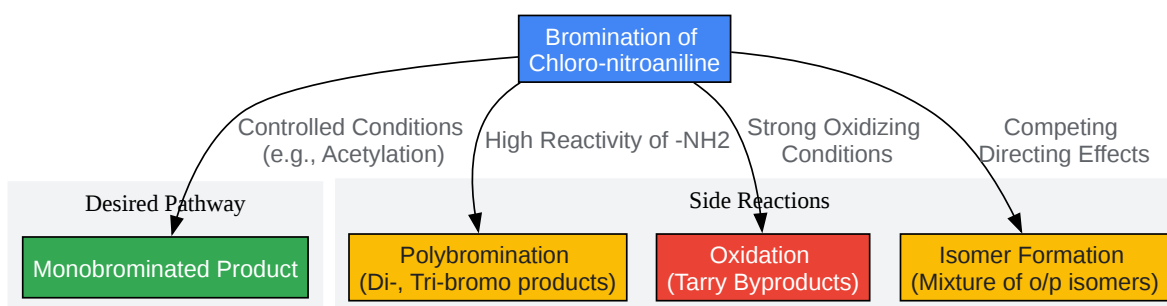 Bromination of
Chloro-nitroaniline
Controlled Conditions
(e.g., Acetylation)
High Reactivity of -NH2
Strong Oxidizing
Conditions
Competing
Directing Effects
Desired Pathway
Side Reactions
Monobrominated Product
Polybromination
(Di-, Tri-bromo products)
Oxidation
(Tarry Byproducts)
Isomer Formation
(Mixture of o/p isomers)